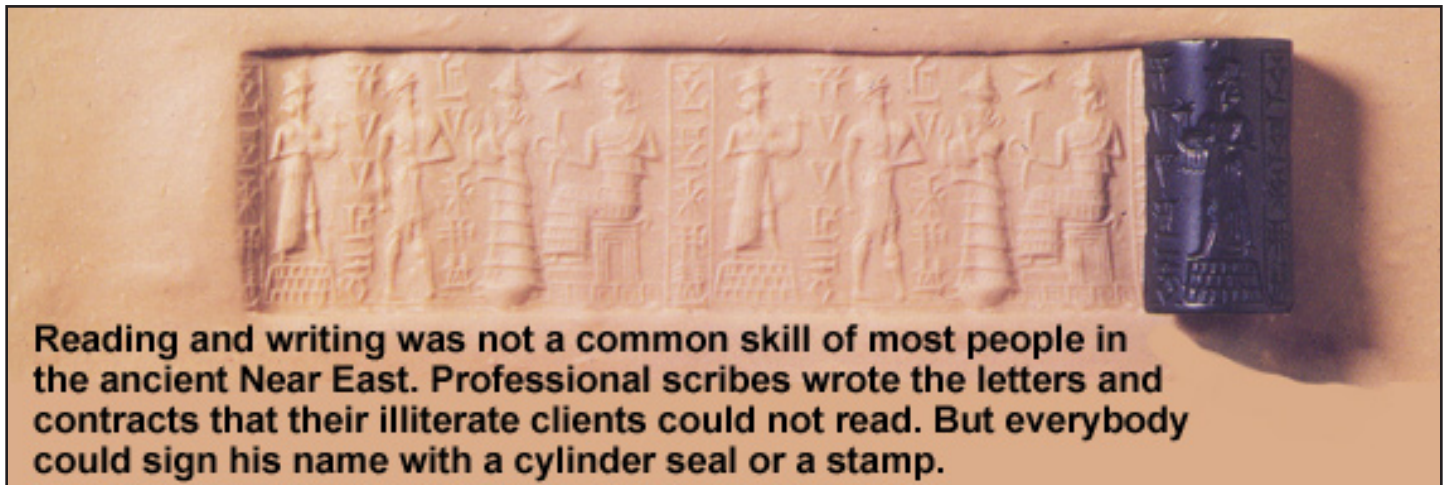 Reading and writing was not a common skill of most people in
the ancient Near East. Professional scribes wrote the letters and
contracts that their illiterate clients could not read. But everybody
could sign his name with a cylinder seal or a stamp.